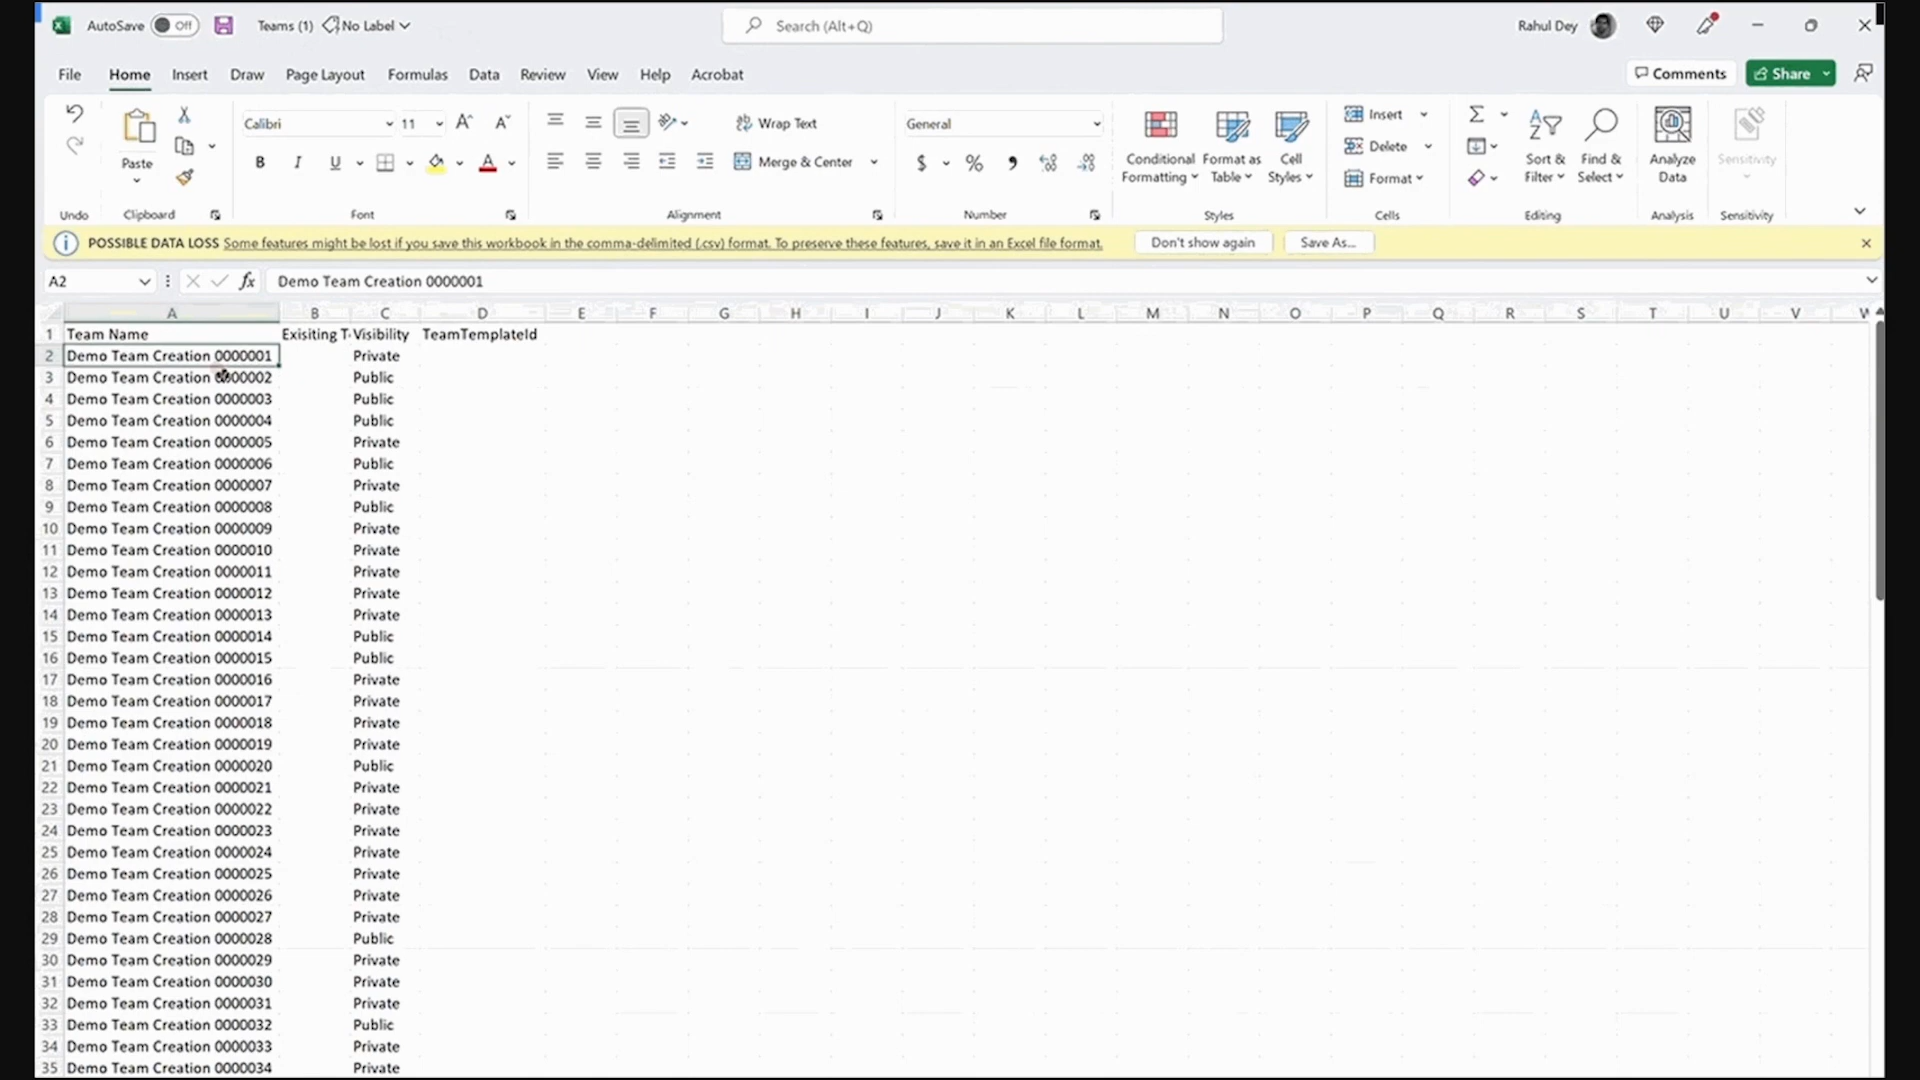 AutoSave Off Teams (1) No Label Search (Alt+Q) Rahul Dey
File Home Insert Draw Page Layout Formulas Data Review View Help Acrobat Comments Share
Calibri 11 Wrap Text General Insert
Paste Merge & Center Conditional Formatting Format as Table Cell Styles Delete Sort & Filter Find & Select Analyze Data Sensitivity
Format
Undo Clipboard Font Alignment Number Styles Cells Editing Analysis Sensitivity
POSSIBLE DATA LOSS Some features might be lost if you save this workbook in the comma-delimited (.csv) format. To preserve these features, save it in an Excel file format. Don't show again Save As...
A2 fx Demo Team Creation 0000001
A B C D E F G H I J K L M N O P Q R S T U V W
1 Team Name Exisiting T Visibility TeamTemplateId
2 Demo Team Creation 0000001 Private
3 Demo Team Creation 0000002 Public
4 Demo Team Creation 0000003 Public
5 Demo Team Creation 0000004 Public
6 Demo Team Creation 0000005 Private
7 Demo Team Creation 0000006 Public
8 Demo Team Creation 0000007 Private
9 Demo Team Creation 0000008 Public
10 Demo Team Creation 0000009 Private
11 Demo Team Creation 0000010 Private
12 Demo Team Creation 0000011 Private
13 Demo Team Creation 0000012 Private
14 Demo Team Creation 0000013 Private
15 Demo Team Creation 0000014 Public
16 Demo Team Creation 0000015 Public
17 Demo Team Creation 0000016 Private
18 Demo Team Creation 0000017 Private
19 Demo Team Creation 0000018 Private
20 Demo Team Creation 0000019 Private
21 Demo Team Creation 0000020 Public
22 Demo Team Creation 0000021 Private
23 Demo Team Creation 0000022 Private
24 Demo Team Creation 0000023 Private
25 Demo Team Creation 0000024 Private
26 Demo Team Creation 0000025 Private
27 Demo Team Creation 0000026 Private
28 Demo Team Creation 0000027 Private
29 Demo Team Creation 0000028 Public
30 Demo Team Creation 0000029 Private
31 Demo Team Creation 0000030 Private
32 Demo Team Creation 0000031 Private
33 Demo Team Creation 0000032 Public
34 Demo Team Creation 0000033 Private
35 Demo Team Creation 0000034 Private